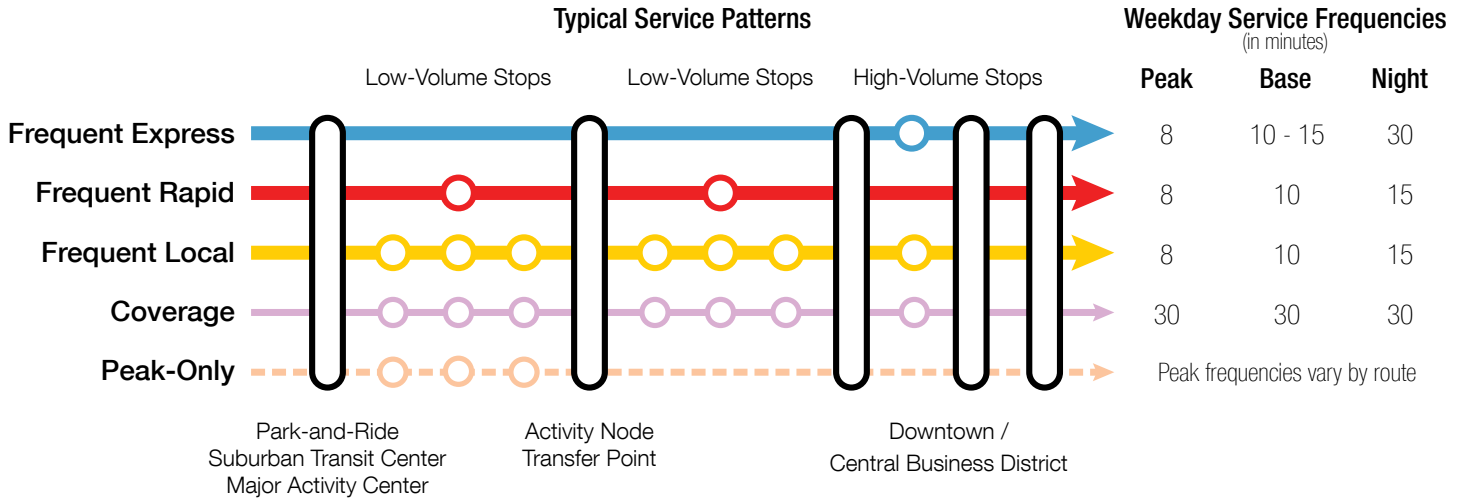 Typical Service Patterns
Weekday Service Frequencies
(in minutes)
Low-Volume Stops
Low-Volume Stops
High-Volume Stops
Peak
Base
Night
Frequent Express
8
10 - 15
30
Frequent Rapid
8
10
15
Frequent Local
8
10
15
Coverage
30
30
30
Peak-Only
Peak frequencies vary by route
Park-and-Ride
Suburban Transit Center
Major Activity Center
Activity Node
Transfer Point
Downtown /
Central Business District